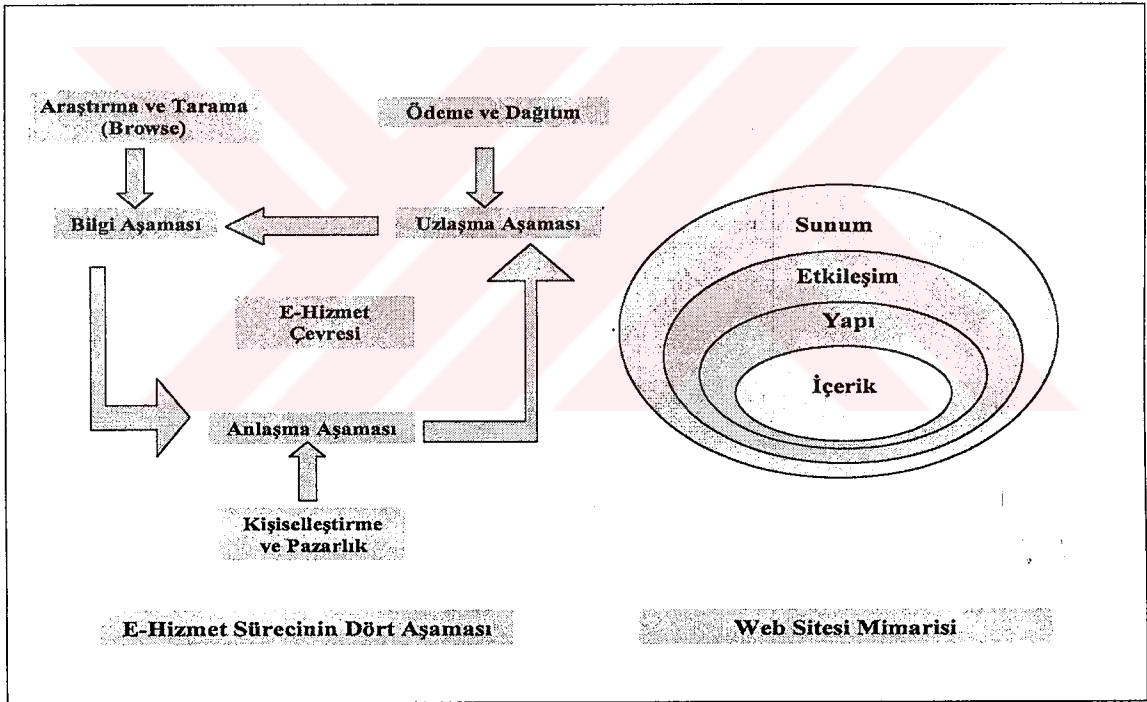 Araştırma ve Tarama
(Browse)
Ödeme ve Dağıtım
Bilgi Aşaması
Uzlaşma Aşaması
E-Hizmet
Çevresi
Anlaşma Aşaması
Kişiselleştirme
ve Pazarlık
E-Hizmet Sürecinin Dört Aşaması
Sunum
Etkileşim
Yapı
İçerik
Web Sitesi Mimarisi